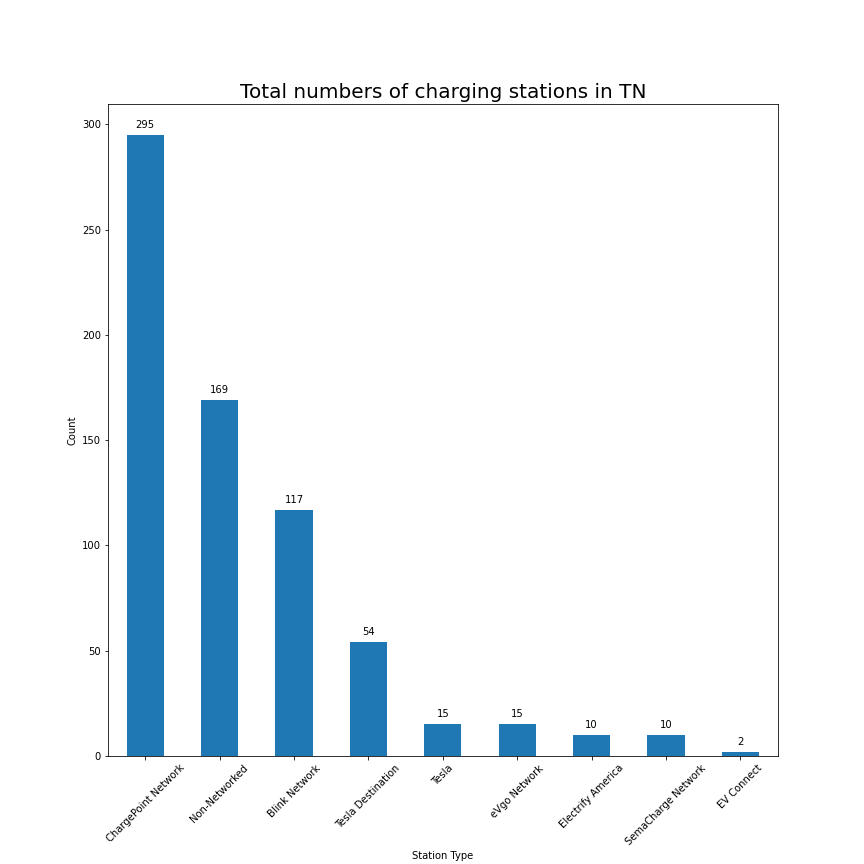 Total numbers of charging stations in TN
300
250
200
150
100
50
0
Count
295
169
117
54
15
15
10
10
2
ChargePoint Network
Non-Networked
Blink Network
Tesla Destination
Tesla
eVgo Network
Electrify America
SemaCharge Network
EV Connect
Station Type